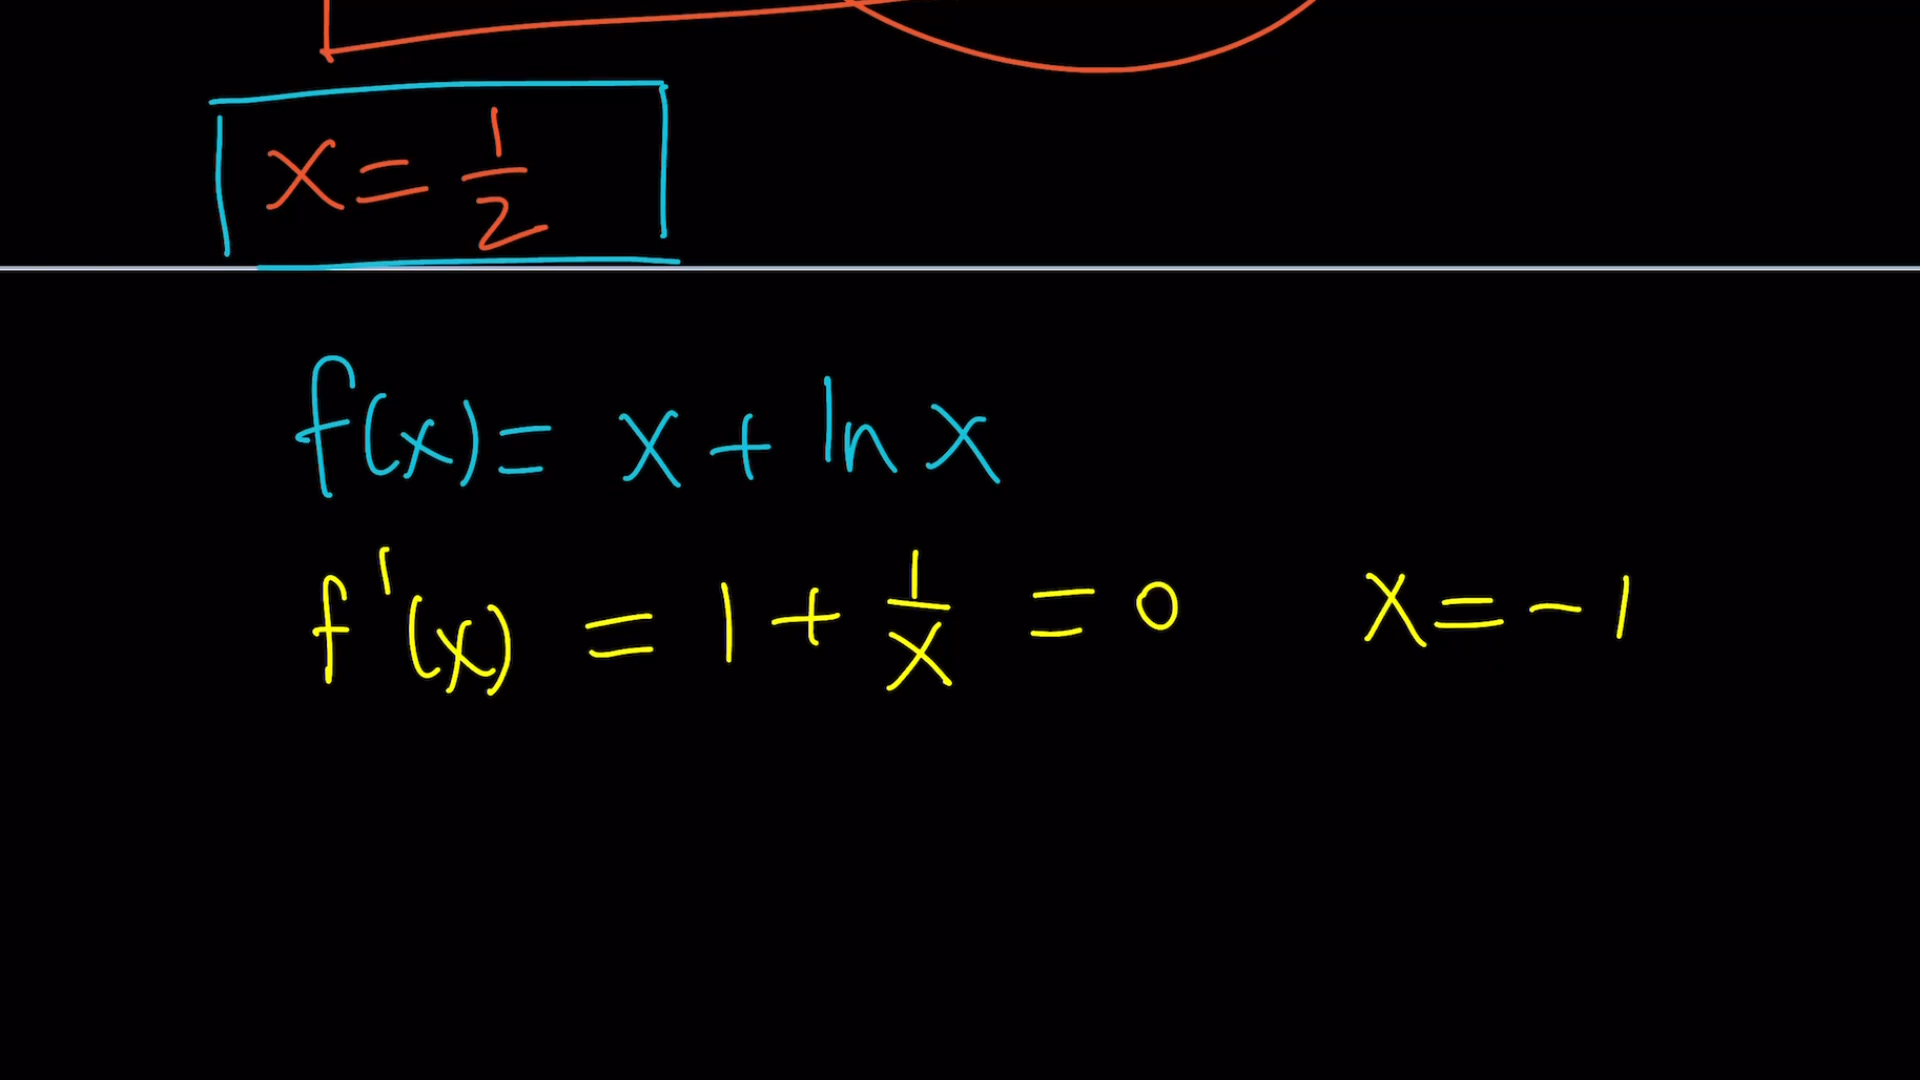 x = 1/2
f(x) = x + ln x
f'(x) = 1 + 1/x = 0 x = -1